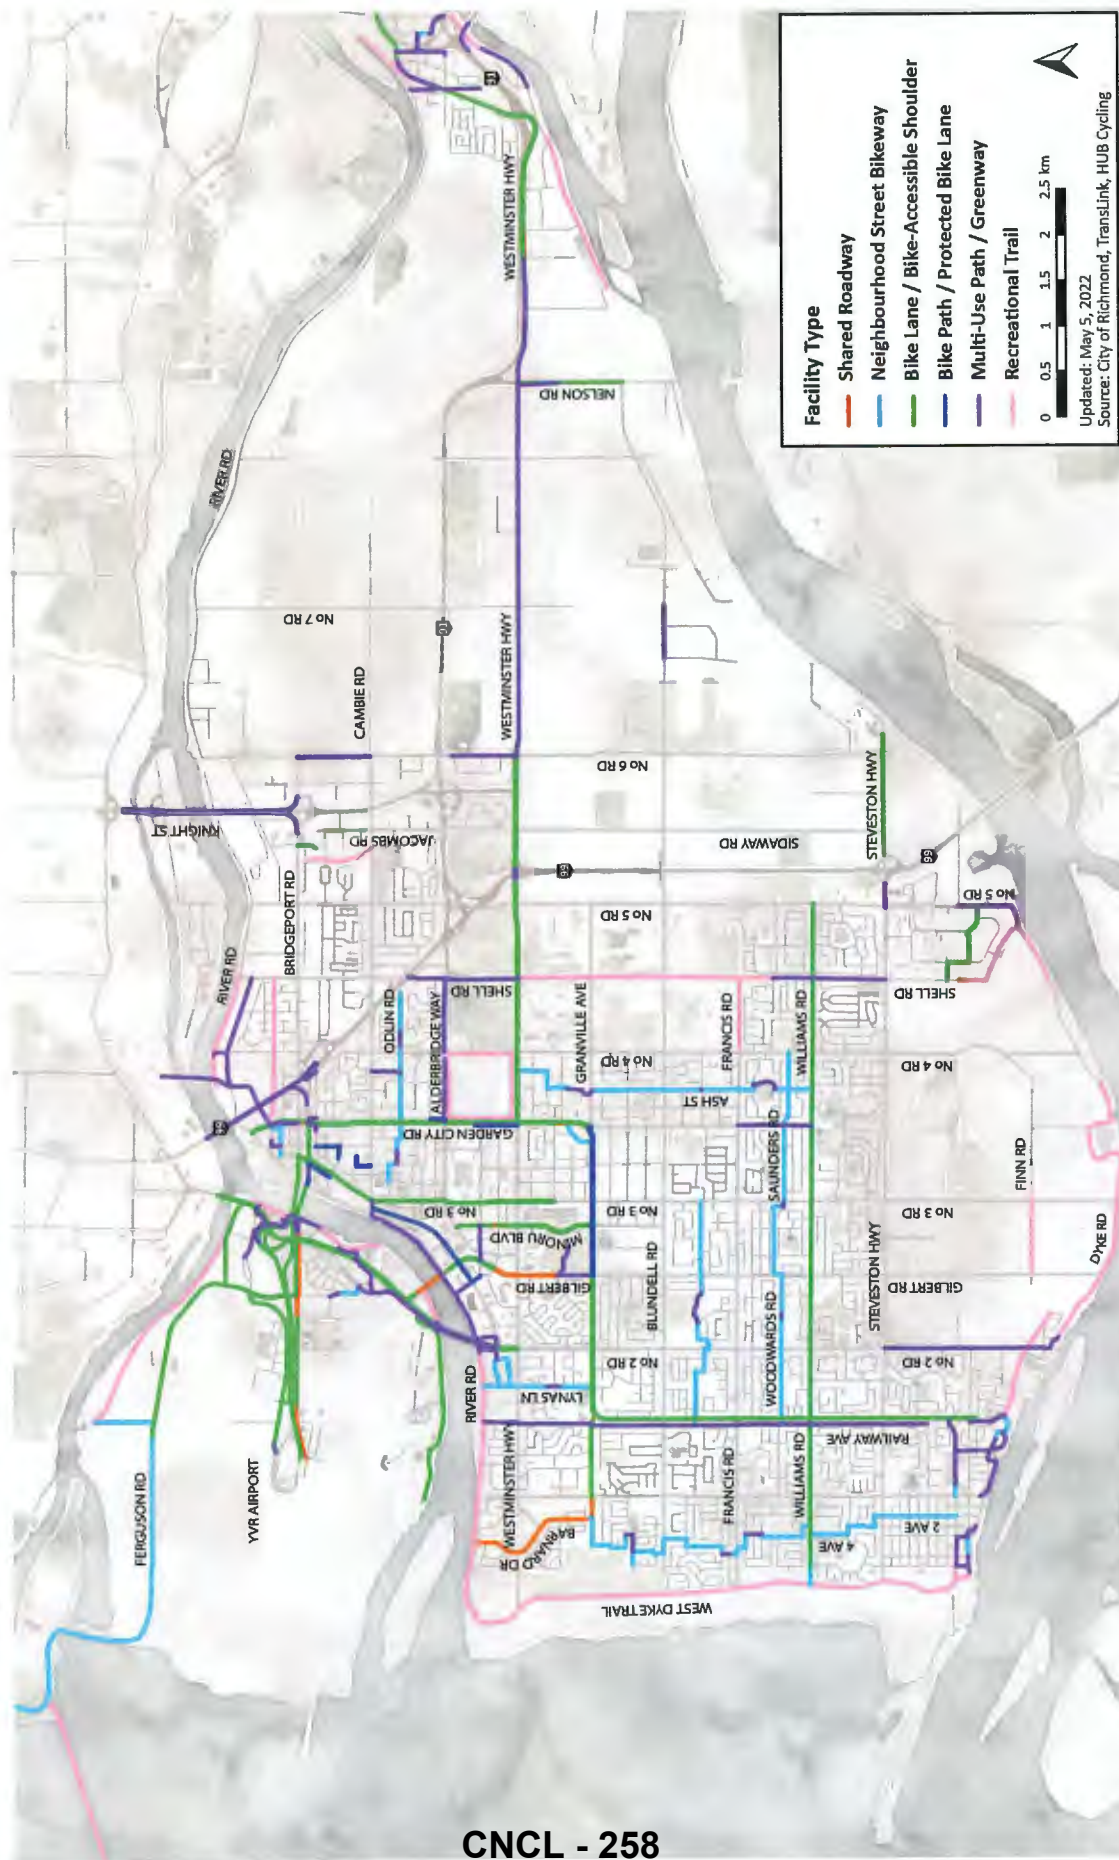 Facility Type
Shared Roadway
Neighbourhood Street Bikeway
Bike Lane / Bike-Accessible Shoulder
Bike Path / Protected Bike Lane
Multi-Use Path / Greenway
Recreational Trail
0 0.5 1 1.5 2 2.5 km
Updated: May 5, 2022
Source: City of Richmond, TransLink, HUB Cycling
91
WESTMINSTER HWY
NELSON RD
RIVER RD
No 7 RD
91
CAMBIE RD
WESTMINSTER HWY
No 6 RD
KNIGHT ST
JACOMBS RD
SIDAWAY RD
STEVESTON HWY
99
99
BRIDGEPORT RD
No 5 RD
No 5 RD
RIVER RD
ODLIN RD
ALDERBRIDGE WAY
SHELL RD
GRANVILLE AVE
FRANCIS RD
WILLIAMS RD
SHELL RD
No 4 RD
No 4 RD
ASH ST
99
GARDEN CITY RD
SAUNDERS RD
FINN RD
No 3 RD
No 3 RD
No 3 RD
MINORU BLVD
GILBERT RD
BLUNDELL RD
WOODWARDS RD
STEVESTON HWY
GILBERT RD
DYKE RD
No 2 RD
No 2 RD
RIVER RD
LYNAS LN
RAILWAY AVE
FERGUSON RD
YVR AIRPORT
WESTMINSTER HWY
BARNARD DR
FRANCIS RD
WILLIAMS RD
4 AVE
2 AVE
WEST DYKE TRAIL
CNCL - 258